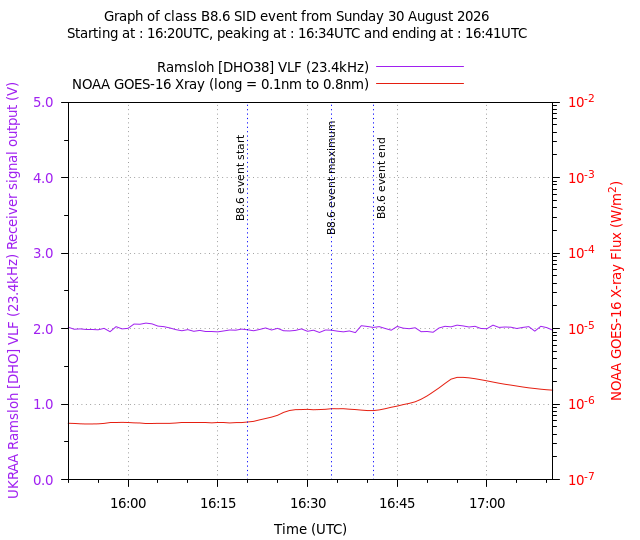 Graph of class B8.6 SID event from Sunday 30 August 2026
Starting at : 16:20UTC, peaking at : 16:34UTC and ending at : 16:41UTC
Ramsloh [DHO38] VLF (23.4kHz)
NOAA GOES-16 Xray (long = 0.1nm to 0.8nm)
UKRAA Ramsloh [DHO] VLF (23.4kHz) Receiver signal output (V)
5.0
4.0
3.0
2.0
1.0
0.0
B8.6 event start
B8.6 event maximum
B8.6 event end
10-2
10-3
10-4
10-5
10-6
10-7
NOAA GOES-16 X-ray Flux (W/m2)
16:00
16:15
16:30
16:45
17:00
Time (UTC)